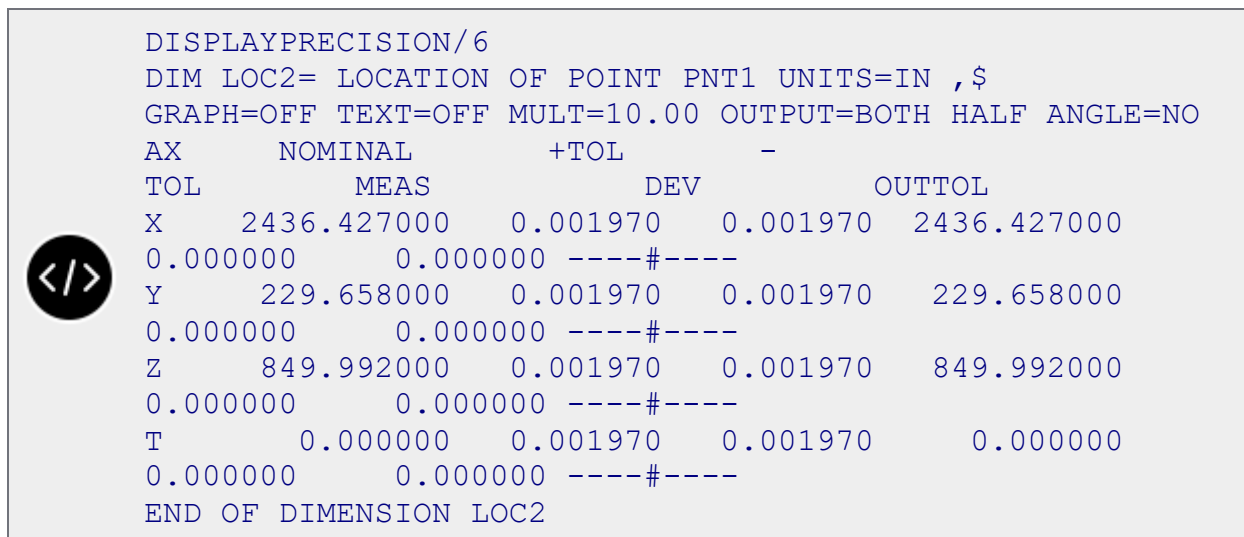 DISPLAYPRECISION/6
DIM LOC2= LOCATION OF POINT PNT1 UNITS=IN ,$
GRAPH=OFF TEXT=OFF MULT=10.00 OUTPUT=BOTH HALF ANGLE=NO
AX NOMINAL +TOL -
TOL MEAS DEV OUTTOL
X 2436.427000 0.001970 0.001970 2436.427000
0.000000 0.000000 ----#----
Y 229.658000 0.001970 0.001970 229.658000
0.000000 0.000000 ----#----
Z 849.992000 0.001970 0.001970 849.992000
0.000000 0.000000 ----#----
T 0.000000 0.001970 0.001970 0.000000
0.000000 0.000000 ----#----
END OF DIMENSION LOC2